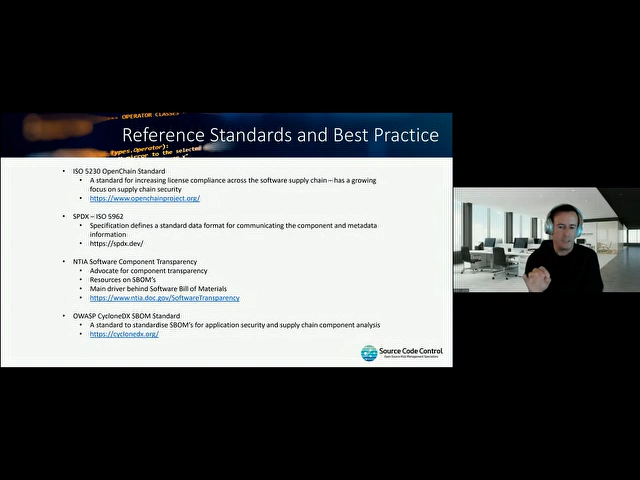 OPERATOR CLASSES
types.Operator):
mirror to the selected
Reference Standards and Best Practice
• ISO 5230 OpenChain Standard
• A standard for increasing license compliance across the software supply chain – has a growing
focus on supply chain security
• https://www.openchainproject.org/
• SPDX – ISO 5962
• Specification defines a standard data format for communicating the component and metadata
information
• https://spdx.dev/
• NTIA Software Component Transparency
• Advocate for component transparency
• Resources on SBOM's
• Main driver behind Software Bill of Materials
• https://www.ntia.doc.gov/SoftwareTransparency
• OWASP CycloneDX SBOM Standard
• A standard to standardise SBOM's for application security and supply chain component analysis
• https://cyclonedx.org/
Source Code Control
Open Source Risk Management Specialists